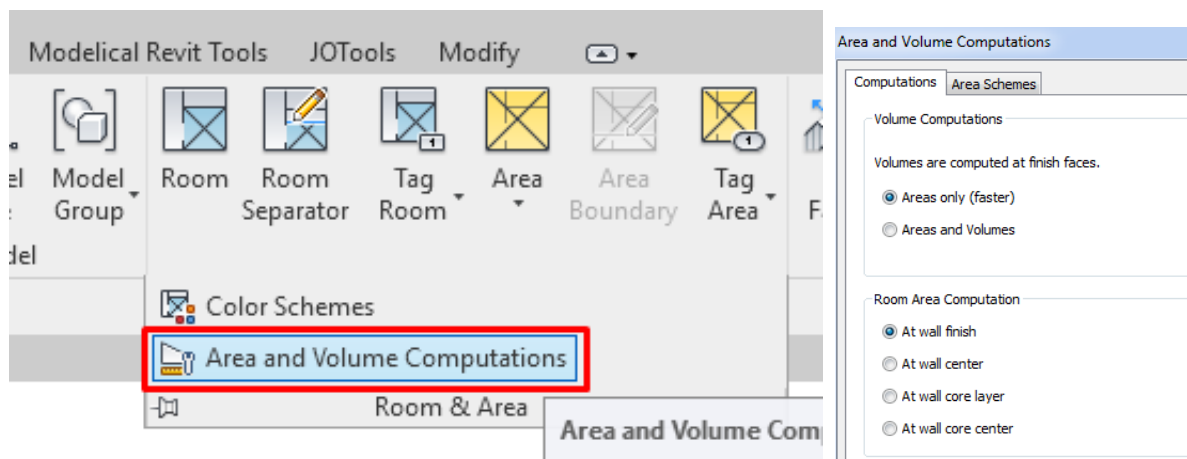 Modelical Revit Tools JOTools Modify
Model Group
Room
Room Separator
Tag Room
Area
Area Boundary
Tag Area
Color Schemes
Area and Volume Computations
Room & Area
Area and Volume Com
Area and Volume Computations
Computations Area Schemes
Volume Computations
Volumes are computed at finish faces.
Areas only (faster)
Areas and Volumes
Room Area Computation
At wall finish
At wall center
At wall core layer
At wall core center